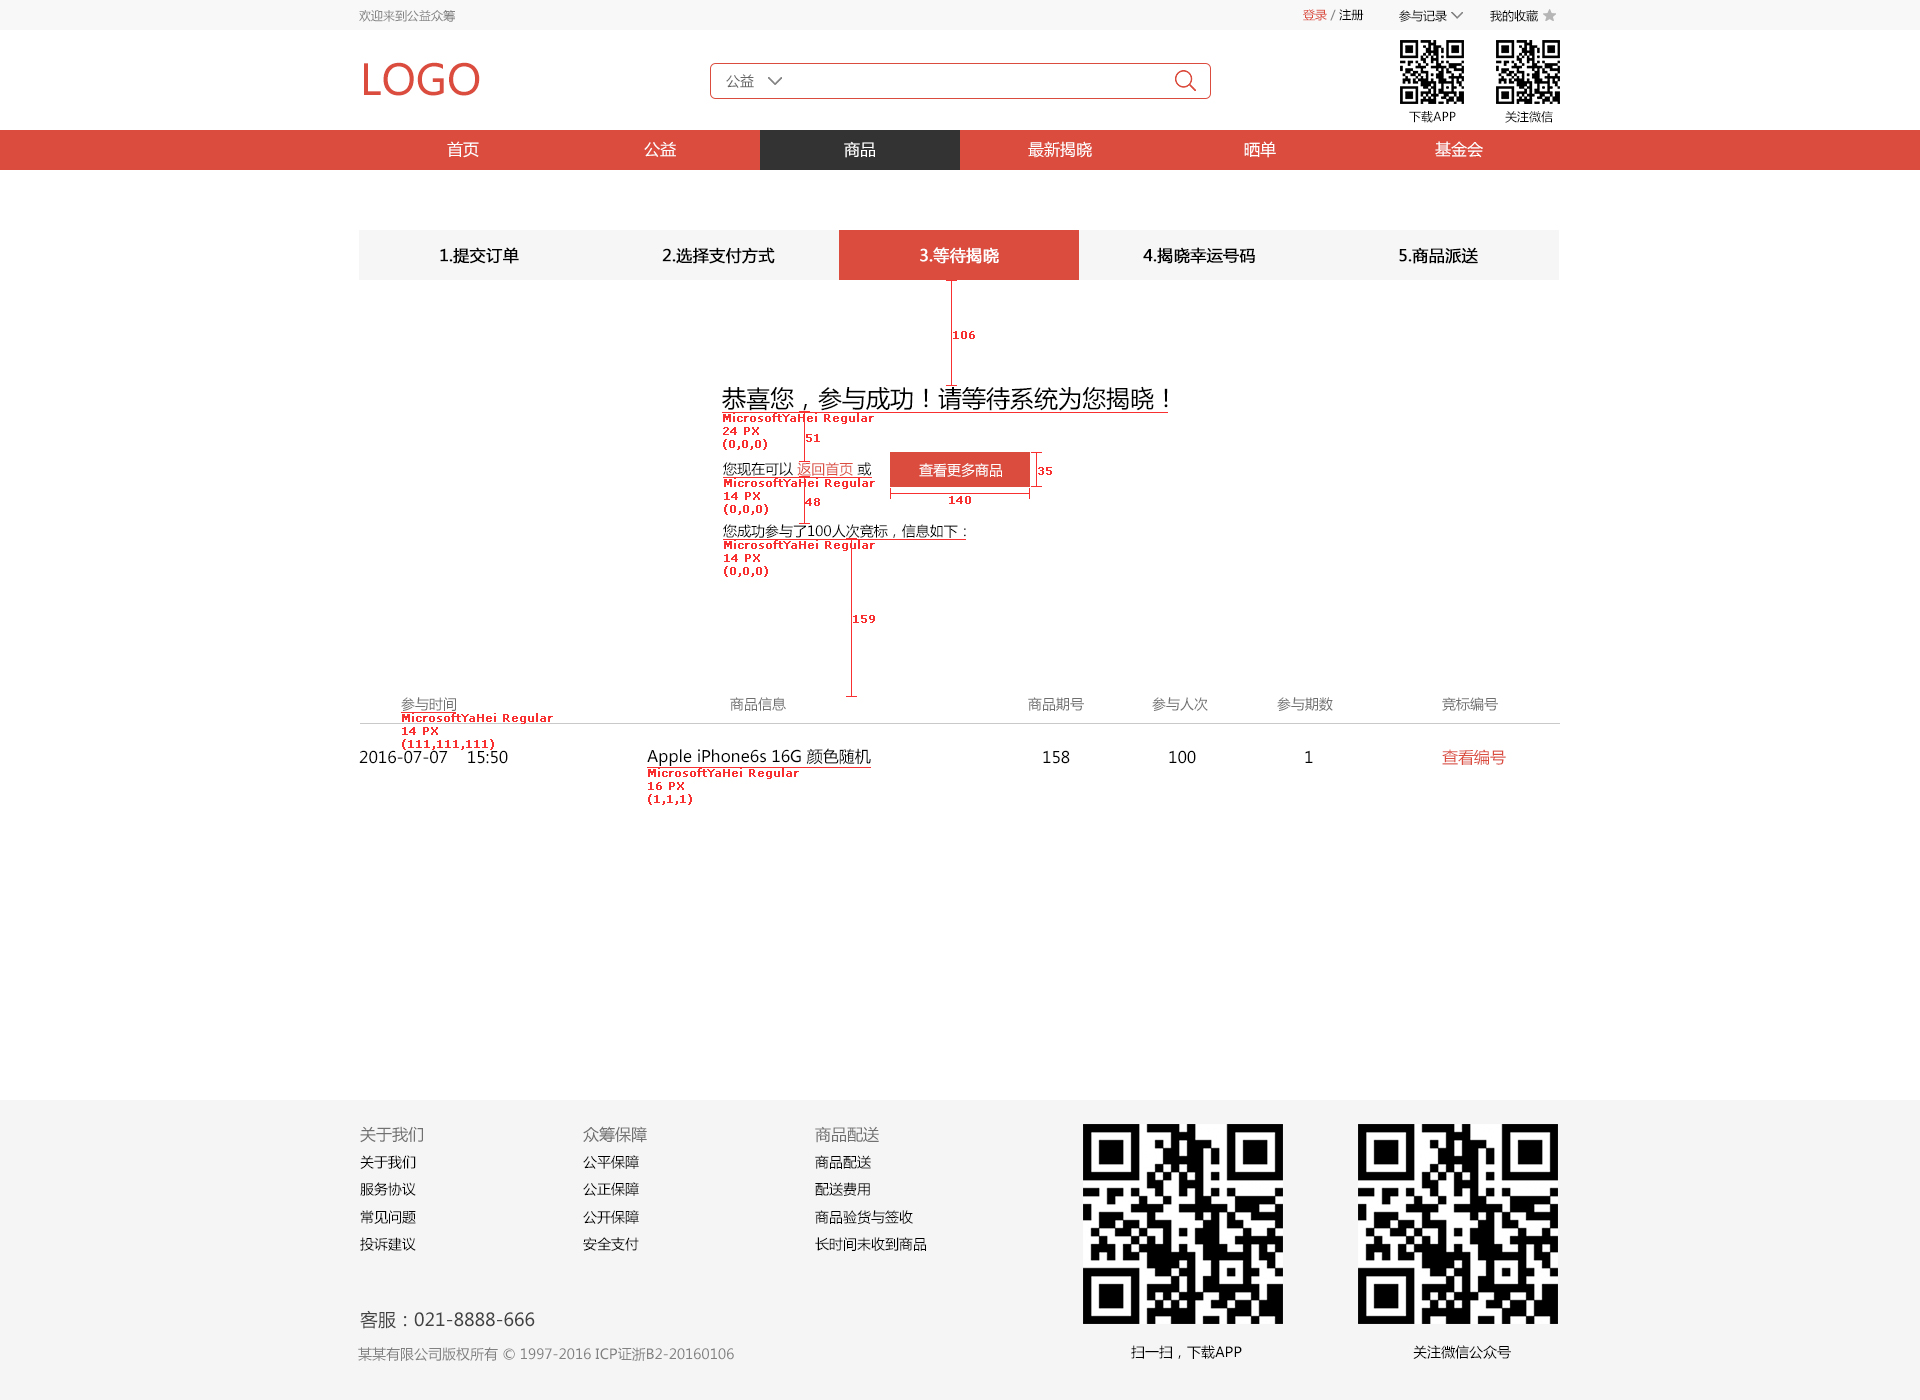 欢迎来到公益众筹
登录 / 注册
参与记录
我的收藏
LOGO
公益
下载APP
关注微信
首页
公益
商品
最新揭晓
晒单
基金会
1.提交订单
2.选择支付方式
3.等待揭晓
4.揭晓幸运号码
5.商品派送
106
恭喜您，参与成功！请等待系统为您揭晓！
MicrosoftYaHei Regular
24 PX
(0,0,0)
51
您现在可以 返回首页 或
查看更多商品
35
MicrosoftYaHei Regular
14 PX
(0,0,0)
48
140
您成功参与了100人次竞标，信息如下：
MicrosoftYaHei Regular
14 PX
(0,0,0)
159
参与时间
商品信息
商品期号
参与人次
参与期数
竞标编号
MicrosoftYaHei Regular
14 PX
(111,111,111)
2016-07-07 15:50
Apple iPhone6s 16G 颜色随机
158
100
1
查看编号
MicrosoftYaHei Regular
16 PX
(1,1,1)
关于我们
关于我们
服务协议
常见问题
投诉建议
众筹保障
公平保障
公正保障
公开保障
安全支付
商品配送
商品配送
配送费用
商品验货与签收
长时间未收到商品
客服：021-8888-666
某某有限公司版权所有 © 1997-2016 ICP证浙B2-20160106
扫一扫，下载APP
关注微信公众号